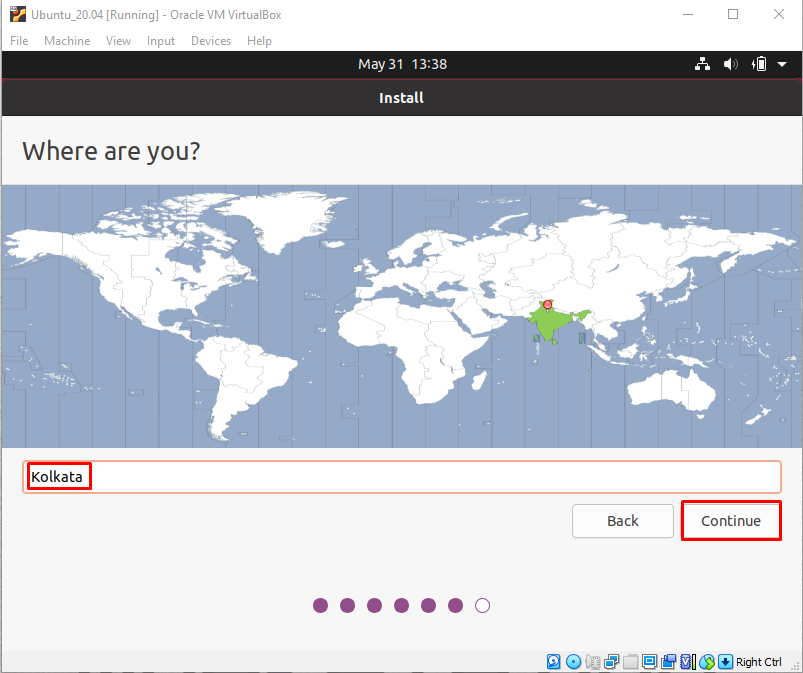 Ubuntu_20.04 [Running] - Oracle VM VirtualBox
File Machine View Input Devices Help
May 31 13:38
Install
Where are you?
Kolkata
Back Continue
Right Ctrl